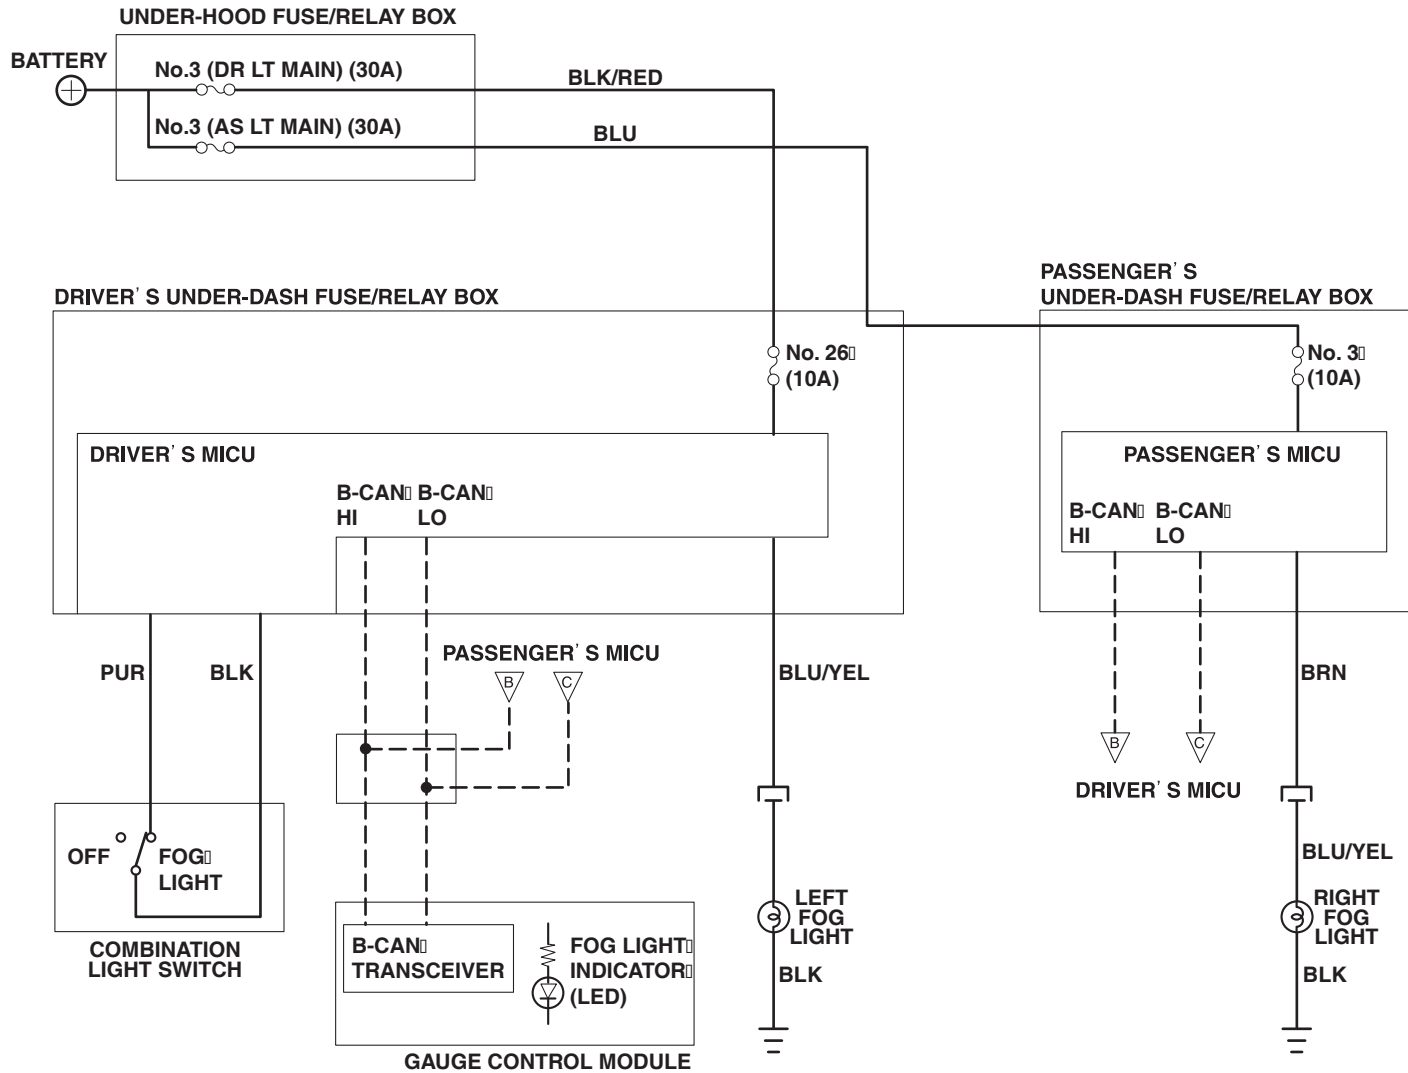 UNDER-HOOD FUSE/RELAY BOX
BATTERY
No.3 (DR LT MAIN) (30A)
BLK/RED
No.3 (AS LT MAIN) (30A)
BLU
PASSENGER'S
UNDER-DASH FUSE/RELAY BOX
DRIVER'S UNDER-DASH FUSE/RELAY BOX
No. 26
(10A)
No. 3
(10A)
DRIVER'S MICU
B-CAN
HI
B-CAN
LO
PASSENGER'S MICU
B-CAN
HI
B-CAN
LO
PUR
BLK
PASSENGER'S MICU
B
C
BLU/YEL
BRN
B
C
DRIVER'S MICU
OFF
FOG
LIGHT
COMBINATION
LIGHT SWITCH
B-CAN
TRANSCEIVER
FOG LIGHT
INDICATOR
(LED)
GAUGE CONTROL MODULE
LEFT
FOG
LIGHT
BLK
BLU/YEL
RIGHT
FOG
LIGHT
BLK